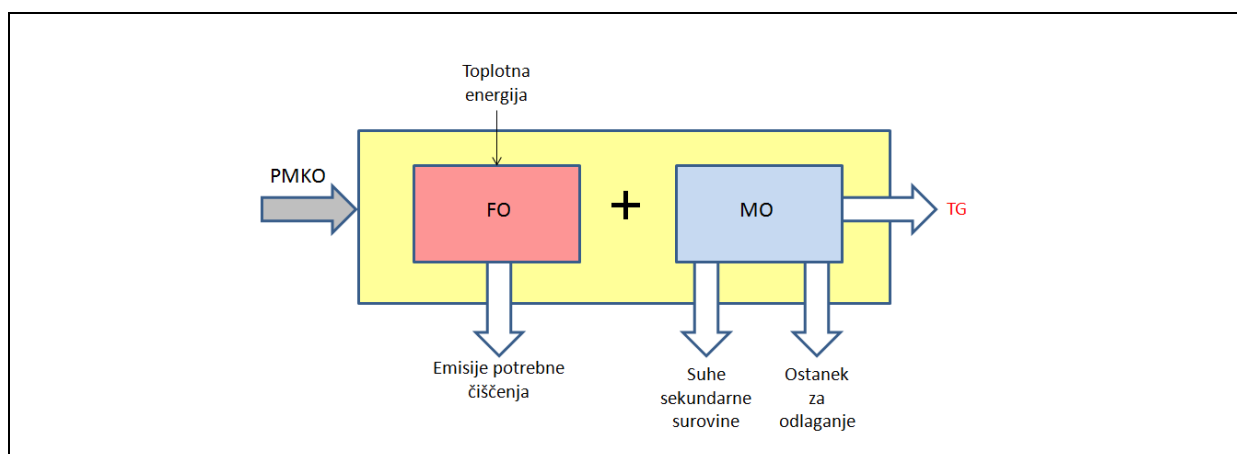 Toplotna
energija
PMKO
FO
+
MO
TG
Emisije potrebne
čiščenja
Suhe
sekundarne
surovine
Ostanek
za
odlaganje